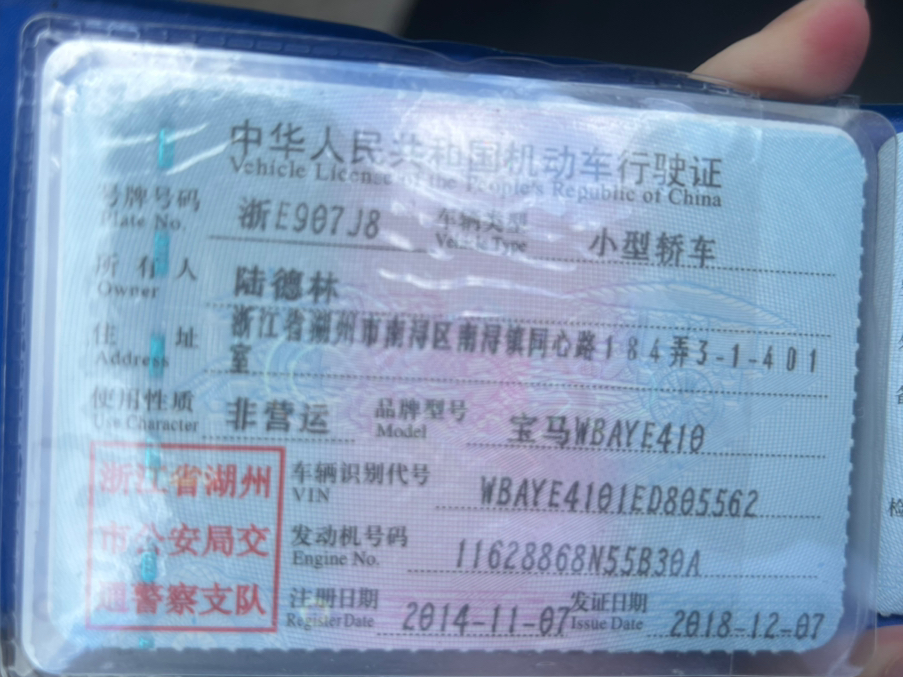 中华人民共和国机动车行驶证
Vehicle Licence of the People's Republic of China
号牌号码 浙E907J8 车辆类型 小型轿车
Plate No. Vehicle Type
所有人 陆德林
Owner
住址 浙江省湖州市南浔区南浔镇同心路184弄3-1-401
Address 室
使用性质 非营运 品牌型号 宝马WBAYE410
Use Character Model
浙江省湖州 车辆识别代号 WBAYE4101ED805562
VIN
市公安局交 发动机号码 11628868N55B30A
Engine No.
通警察支队 注册日期 2014-11-07 发证日期 2018-12-07
Register Date Issue Date